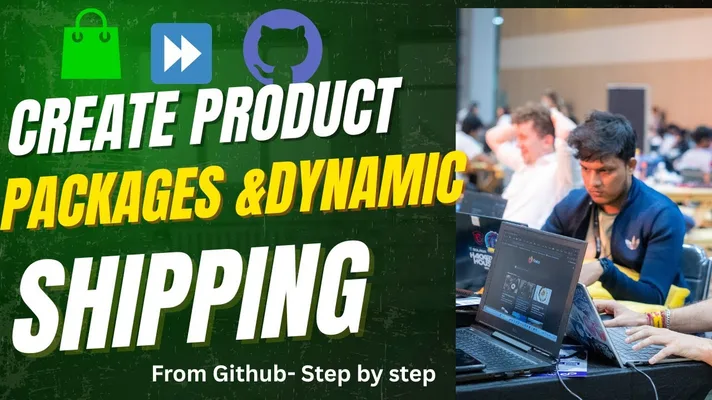 CREATE PRODUCT
PACKAGES &DYNAMIC
SHIPPING
From Github- Step by step